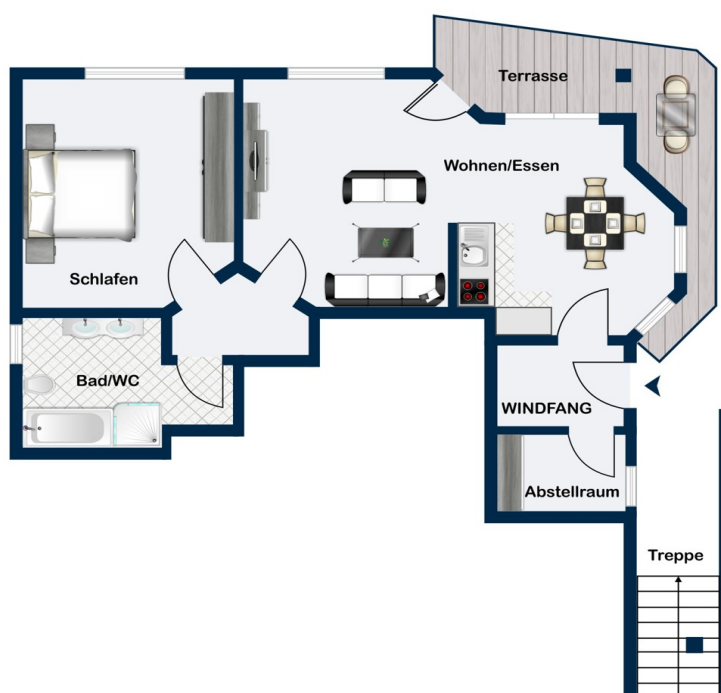 Terrasse
Wohnen/Essen
Schlafen
Bad/WC
WINDFANG
Abstellraum
Treppe